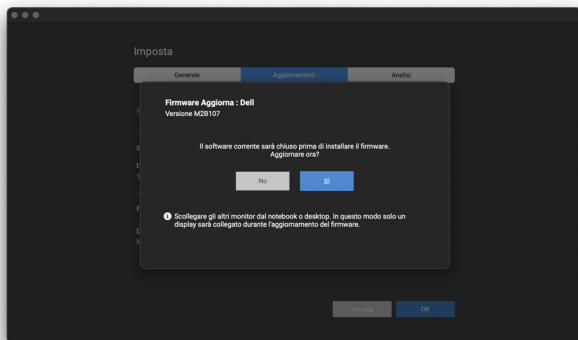 Imposta
Generale
Aggiornamenti
Analisi
Firmware Aggiorna : Dell
Versione M2B107
Il software corrente sarà chiuso prima di installare il firmware.
Aggiornare ora?
No
Sì
Scollegare gli altri monitor dal notebook o desktop. In questo modo solo un
display sarà collegato durante l'aggiornamento del firmware.
Annulla
OK